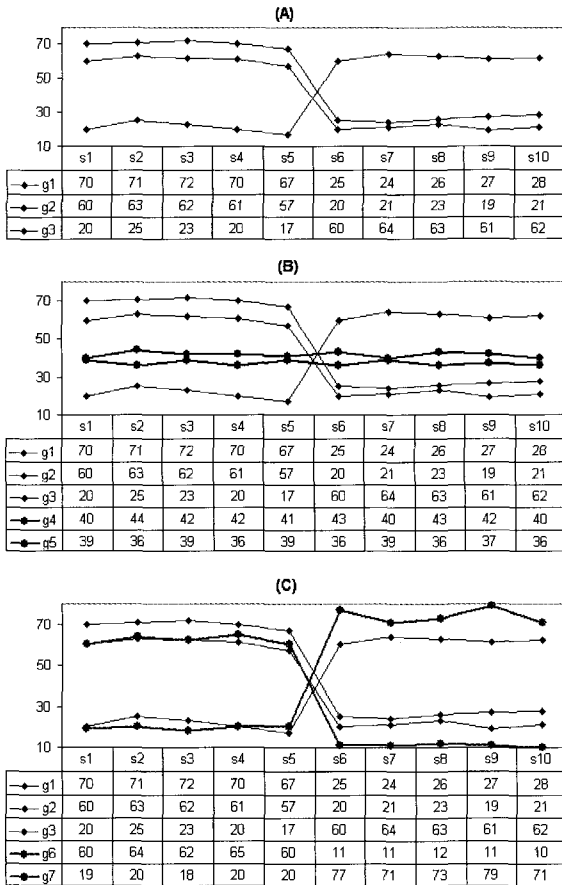 (A)
70
50
30
10
s1 s2 s3 s4 s5 s6 s7 s8 s9 s10
g1 70 71 72 70 67 25 24 26 27 28
g2 60 63 62 61 57 20 21 23 19 21
g3 20 25 23 20 17 60 64 63 61 62
(B)
70
50
30
10
s1 s2 s3 s4 s5 s6 s7 s8 s9 s10
g1 70 71 72 70 67 25 24 26 27 28
g2 60 63 62 61 57 20 21 23 19 21
g3 20 25 23 20 17 60 64 63 61 62
g4 40 44 42 42 41 43 40 43 42 40
g5 39 36 39 36 39 36 39 36 37 36
(C)
70
50
30
10
s1 s2 s3 s4 s5 s6 s7 s8 s9 s10
g1 70 71 72 70 67 25 24 26 27 28
g2 60 63 62 61 57 20 21 23 19 21
g3 20 25 23 20 17 60 64 63 61 62
g6 60 64 62 65 60 11 11 12 11 10
g7 19 20 18 20 20 77 71 73 79 71